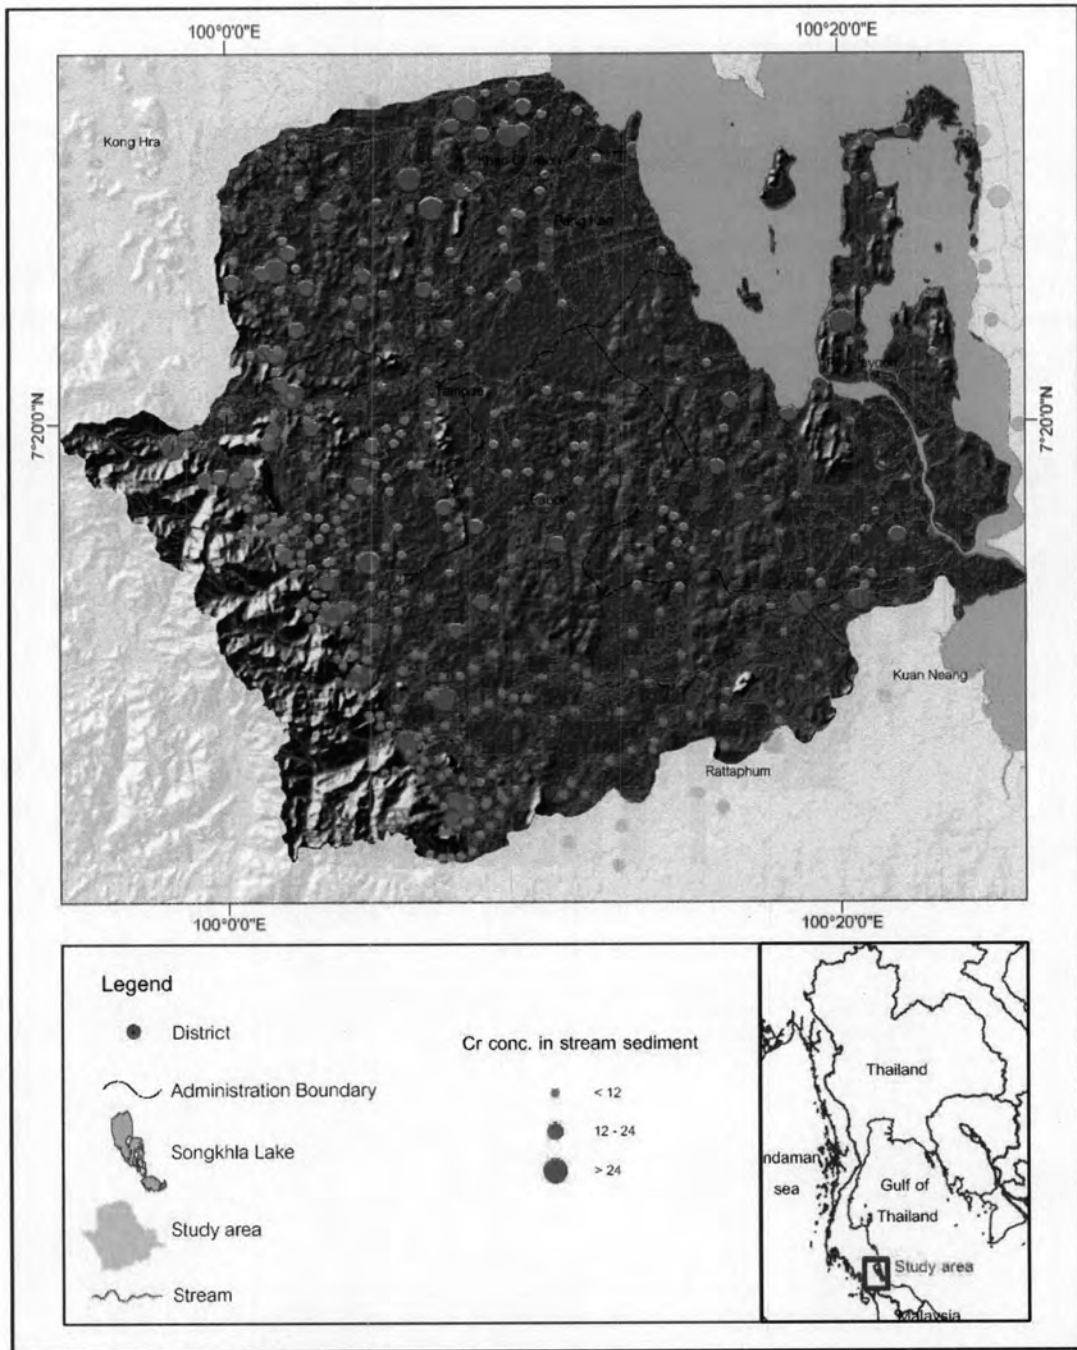 100°0'0"E
100°20'0"E
Kong Hra
7°20'0"N
7°20'0"N
Kuan Neang
Rattaphum
100°0'0"E
100°20'0"E
Legend
District
Administration Boundary
Songkhla Lake
Study area
Stream
Cr conc. in stream sediment
< 12
12 - 24
> 24
Thailand
ndaman
sea
Gulf of
Thailand
Study area
Malaysia